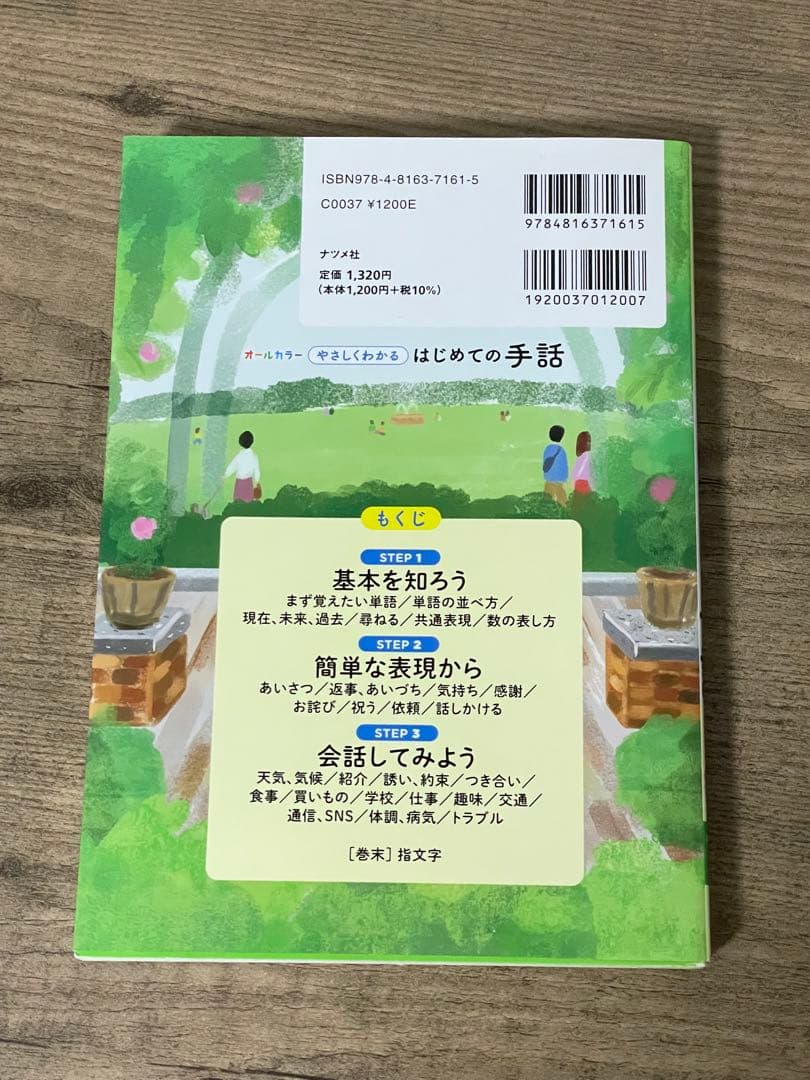 ISBN978-4-8163-7161-5
C0037 ¥1200E
9784816371615
ナツメ社
定価 1,320円
(本体1,200円+税10%)
1920037012007
オールカラー やさしくわかる はじめての手話
もくじ
STEP 1
基本を知ろう
まず覚えたい単語/単語の並べ方/
現在、未来、過去/尋ねる/共通表現/数の表し方
STEP 2
簡単な表現から
あいさつ/返事、あいづち/気持ち/感謝/
お詫び/祝う/依頼/話しかける
STEP 3
会話してみよう
天気、気候/紹介/誘い、約束/つき合い/
食事/買いもの/学校/仕事/趣味/交通/
通信、SNS/体調、病気/トラブル
[巻末]指文字